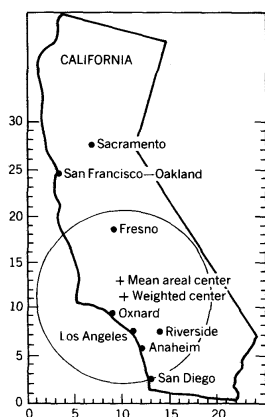 CALIFORNIA
30
25
20
15
10
5
0
Sacramento
San Francisco—Oakland
Fresno
+ Mean areal center
+ Weighted center
Oxnard
Los Angeles
Riverside
Anaheim
San Diego
0 5 10 15 20